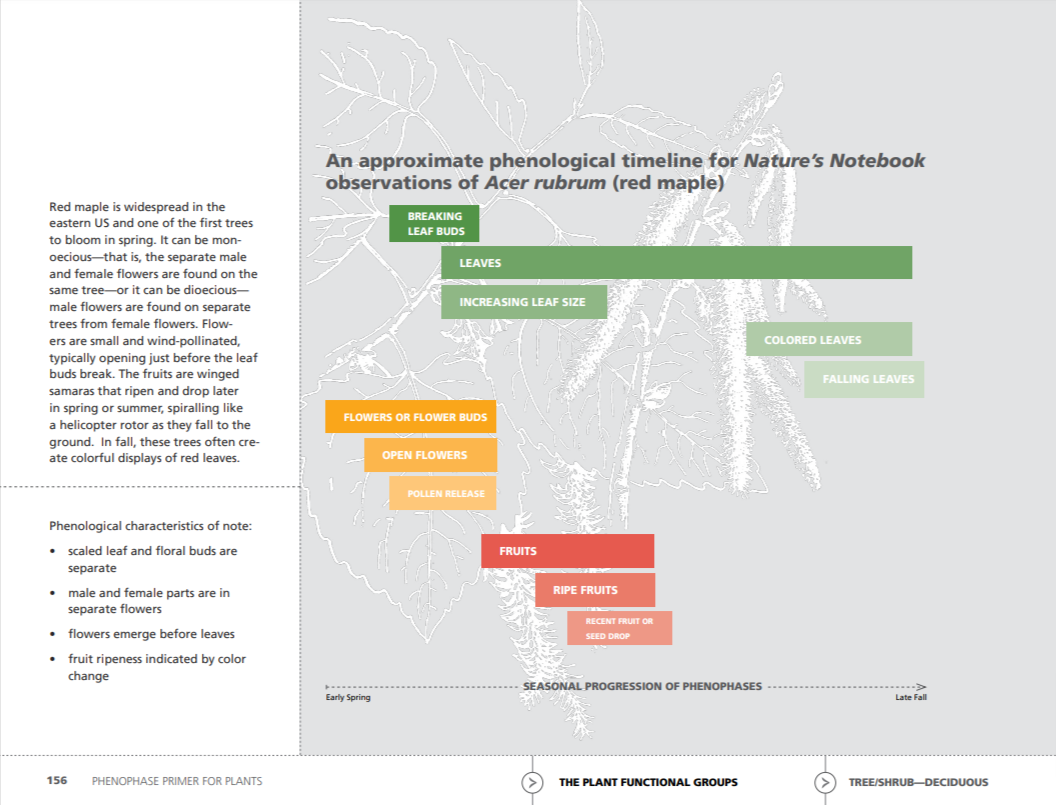 Red maple is widespread in the
eastern US and one of the first trees
to bloom in spring. It can be mon-
oecious—that is, the separate male
and female flowers are found on the
same tree—or it can be dioecious—
male flowers are found on separate
trees from female flowers. Flow-
ers are small and wind-pollinated,
typically opening just before the leaf
buds break. The fruits are winged
samaras that ripen and drop later
in spring or summer, spiralling like
a helicopter rotor as they fall to the
ground. In fall, these trees often cre-
ate colorful displays of red leaves.
Phenological characteristics of note:
• scaled leaf and floral buds are
separate
• male and female parts are in
separate flowers
• flowers emerge before leaves
• fruit ripeness indicated by color
change
An approximate phenological timeline for Nature's Notebook
observations of Acer rubrum (red maple)
BREAKING
LEAF BUDS
LEAVES
INCREASING LEAF SIZE
COLORED LEAVES
FALLING LEAVES
FLOWERS OR FLOWER BUDS
OPEN FLOWERS
POLLEN RELEASE
FRUITS
RIPE FRUITS
RECENT FRUIT OR
SEED DROP
SEASONAL PROGRESSION OF PHENOPHASES
Early Spring
Late Fall
156 PHENOPHASE PRIMER FOR PLANTS
THE PLANT FUNCTIONAL GROUPS
TREE/SHRUB—DECIDUOUS